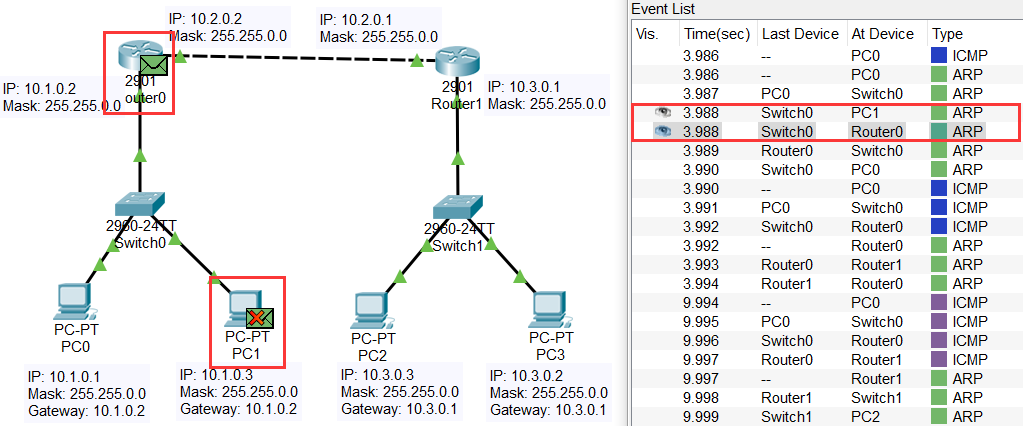 IP: 10.2.0.2
Mask: 255.255.0.0
IP: 10.2.0.1
Mask: 255.255.0.0
2901
outer0
IP: 10.1.0.2
Mask: 255.255.0.0
2901
Router1
IP: 10.3.0.1
Mask: 255.255.0.0
2960-24TT
Switch0
2960-24TT
Switch1
PC-PT
PC0
PC-PT
PC1
PC-PT
PC2
PC-PT
PC3
IP: 10.1.0.1
Mask: 255.255.0.0
Gateway: 10.1.0.2
IP: 10.1.0.3
Mask: 255.255.0.0
Gateway: 10.1.0.2
IP: 10.3.0.3
Mask: 255.255.0.0
Gateway: 10.3.0.1
IP: 10.3.0.2
Mask: 255.255.0.0
Gateway: 10.3.0.1
Event List
Vis. Time(sec) Last Device At Device Type
3.986 -- PC0 ICMP
3.986 -- PC0 ARP
3.987 PC0 Switch0 ARP
3.988 Switch0 PC1 ARP
3.988 Switch0 Router0 ARP
3.989 Router0 Switch0 ARP
3.990 Switch0 PC0 ARP
3.990 -- PC0 ICMP
3.991 PC0 Switch0 ICMP
3.992 Switch0 Router0 ICMP
3.992 -- Router0 ARP
3.993 Router0 Router1 ARP
3.994 Router1 Router0 ARP
9.994 -- PC0 ICMP
9.995 PC0 Switch0 ICMP
9.996 Switch0 Router0 ICMP
9.997 Router0 Router1 ICMP
9.997 -- Router1 ARP
9.998 Router1 Switch1 ARP
9.999 Switch1 PC2 ARP